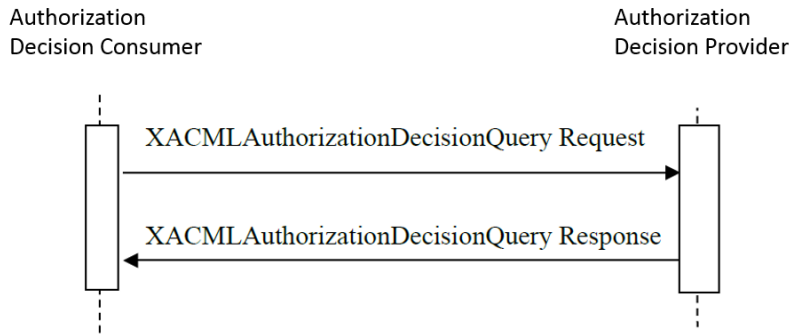 Authorization
Decision Consumer
Authorization
Decision Provider
XACMLAuthorizationDecisionQuery Request
XACMLAuthorizationDecisionQuery Response